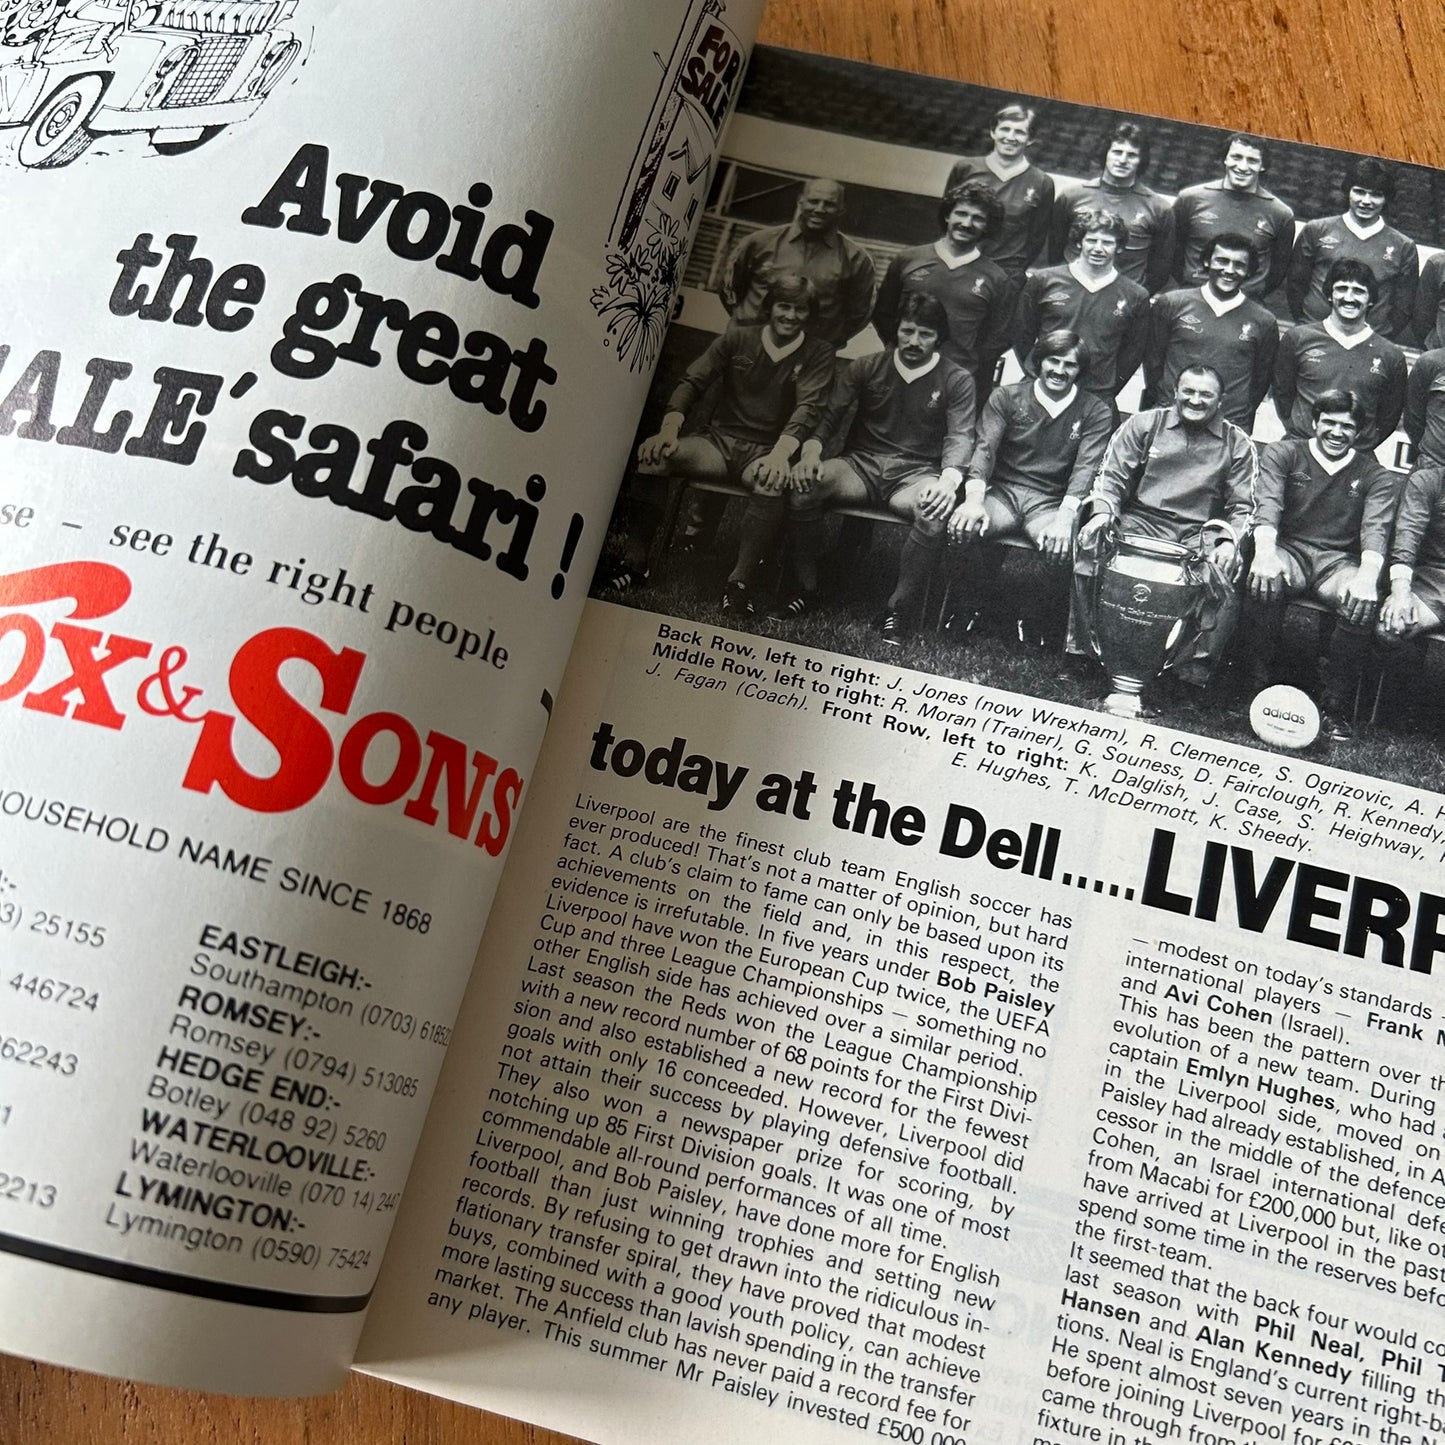 FOR
SALE
Avoid
the great
ALE' safari!
se – see the right people
ox & Sons
HOUSEHOLD NAME SINCE 1868
25155
446724
62243
2213
EASTLEIGH:-
Southampton (0703) 61852
ROMSEY:-
Romsey (0794) 513085
HEDGE END:-
Botley (048 92) 5260
WATERLOOVILLE:-
Waterlooville (070 14) 244
LYMINGTON:-
Lymington (0590) 75424
adidas
Back Row, left to right: J. Jones (now Wrexham), R. Clemence, S. Ogrizovic, A. H
Middle Row, left to right: R. Moran (Trainer), G. Souness, D. Fairclough, R. Kennedy,
J. Fagan (Coach). Front Row, left to right: K. Dalglish, J. Case, S. Heighway,
E. Hughes, T. McDermott, K. Sheedy.
today at the Dell.....LIVERP
Liverpool are the finest club team English soccer has
ever produced! That's not a matter of opinion, but hard
fact. A club's claim to fame can only be based upon its
achievements on the field and, in this respect, the
evidence is irrefutable. In five years under Bob Paisley
Liverpool have won the European Cup twice, the UEFA
Cup and three League Championships – something no
other English side has achieved over a similar period.
Last season the Reds won the League Championship
with a new record number of 68 points for the First Divi-
sion and also established a new record for the fewest
goals with only 16 conceded. However, Liverpool did
not attain their success by playing defensive football.
They also won a newspaper prize for scoring, by
notching up 85 First Division goals. It was one of most
commendable all-round performances of all time.
Liverpool, and Bob Paisley, have done more for English
football than just winning trophies and setting new
records. By refusing to get drawn into the ridiculous in-
flationary transfer spiral, they have proved that modest
buys, combined with a good youth policy, can achieve
more lasting success than lavish spending in the transfer
market. The Anfield club has never paid a record fee for
any player. This summer Mr Paisley invested £500,000
– modest on today's standards
international players – Frank M
and Avi Cohen (Israel).
This has been the pattern over th
evolution of a new team. During
captain Emlyn Hughes, who had
in the Liverpool side, moved on
Paisley had already established, in A
cessor in the middle of the defence
Cohen, an Israel international defe
from Macabi for £200,000 but, like ot
have arrived at Liverpool in the past
spend some time in the reserves befo
the first-team.
It seemed that the back four would co
last season with Phil Neal, Phil T
Hansen and Alan Kennedy filling th
tions. Neal is England's current right-ba
He spent almost seven years in the N
before joining Liverpool for
came through from th
fixture in th